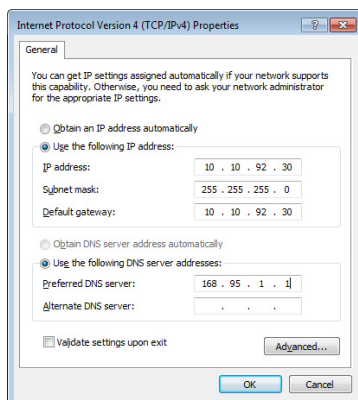 Internet Protocol Version 4 (TCP/IPv4) Properties
General
You can get IP settings assigned automatically if your network supports
this capability. Otherwise, you need to ask your network administrator
for the appropriate IP settings.
Obtain an IP address automatically
Use the following IP address:
IP address: 10 . 10 . 92 . 30
Subnet mask: 255 . 255 . 255 . 0
Default gateway: 10 . 10 . 92 . 30
Obtain DNS server address automatically
Use the following DNS server addresses:
Preferred DNS server: 168 . 95 . 1 . 1
Alternate DNS server: . . .
Validate settings upon exit
Advanced...
OK Cancel